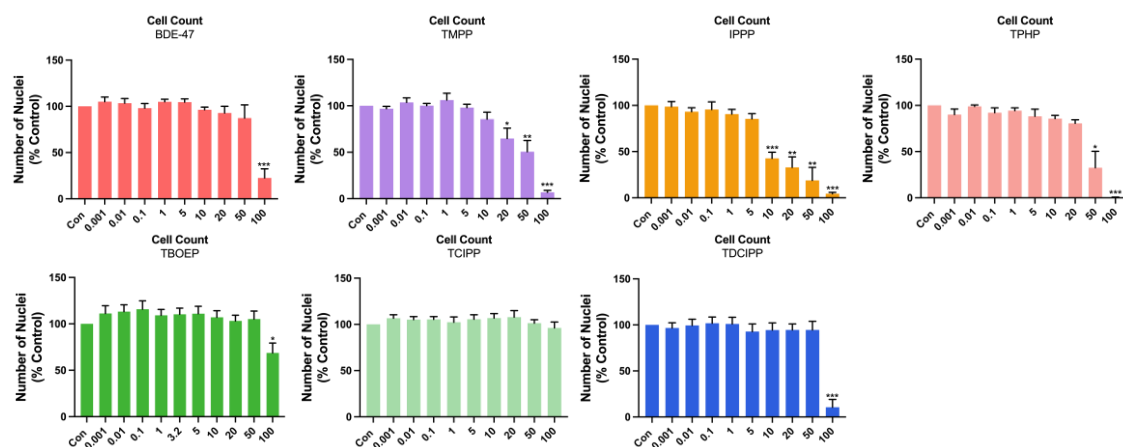 Cell Count
BDE-47
Number of Nuclei
(% Control)
150
100
50
0
***
Con 0.001 0.01 0.1 1 5 10 20 50 100
Cell Count
TMPP
Number of Nuclei
(% Control)
150
100
50
0
* ** ***
Con 0.001 0.01 0.1 1 5 10 20 50 100
Cell Count
IPPP
Number of Nuclei
(% Control)
150
100
50
0
*** ** ** ***
Con 0.001 0.01 0.1 1 5 10 20 50 100
Cell Count
TPHP
Number of Nuclei
(% Control)
150
100
50
0
* ***
Con 0.001 0.01 0.1 1 5 10 20 50 100
Cell Count
TBOEP
Number of Nuclei
(% Control)
150
100
50
0
*
Con 0.001 0.01 0.1 1 3.2 5 10 20 50 100
Cell Count
TCIPP
Number of Nuclei
(% Control)
150
100
50
0
Con 0.001 0.01 0.1 1 5 10 20 50 100
Cell Count
TDCIPP
Number of Nuclei
(% Control)
150
100
50
0
***
Con 0.001 0.01 0.1 1 5 10 20 50 100